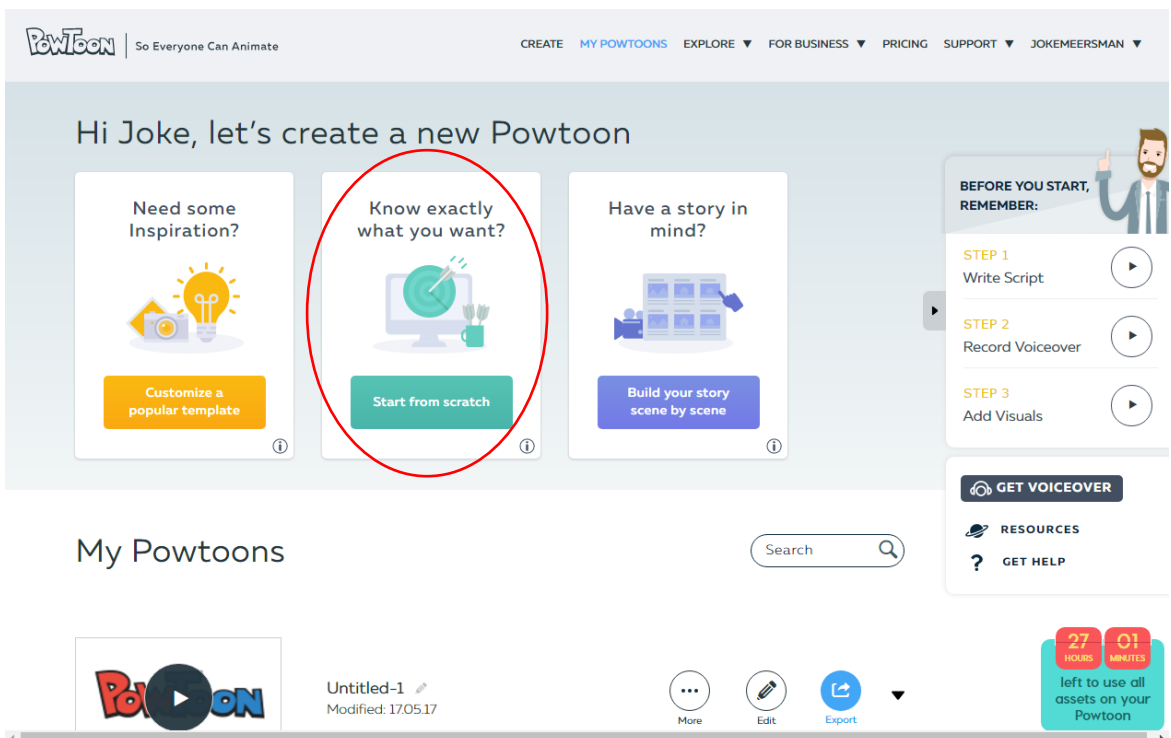 POWTOON So Everyone Can Animate
CREATE MY POWTOONS EXPLORE ▼ FOR BUSINESS ▼ PRICING SUPPORT ▼ JOKEMEERSMAN ▼
Hi Joke, let's create a new Powtoon
Need some
Inspiration?
Customize a
popular template
Know exactly
what you want?
Start from scratch
Have a story in
mind?
Build your story
scene by scene
BEFORE YOU START,
REMEMBER:
STEP 1
Write Script
STEP 2
Record Voiceover
STEP 3
Add Visuals
GET VOICEOVER
RESOURCES
? GET HELP
My Powtoons
Search
POWTOON
Untitled-1
Modified: 17.05.17
More
Edit
Export
27 01
HOURS MINUTES
left to use all
assets on your
Powtoon